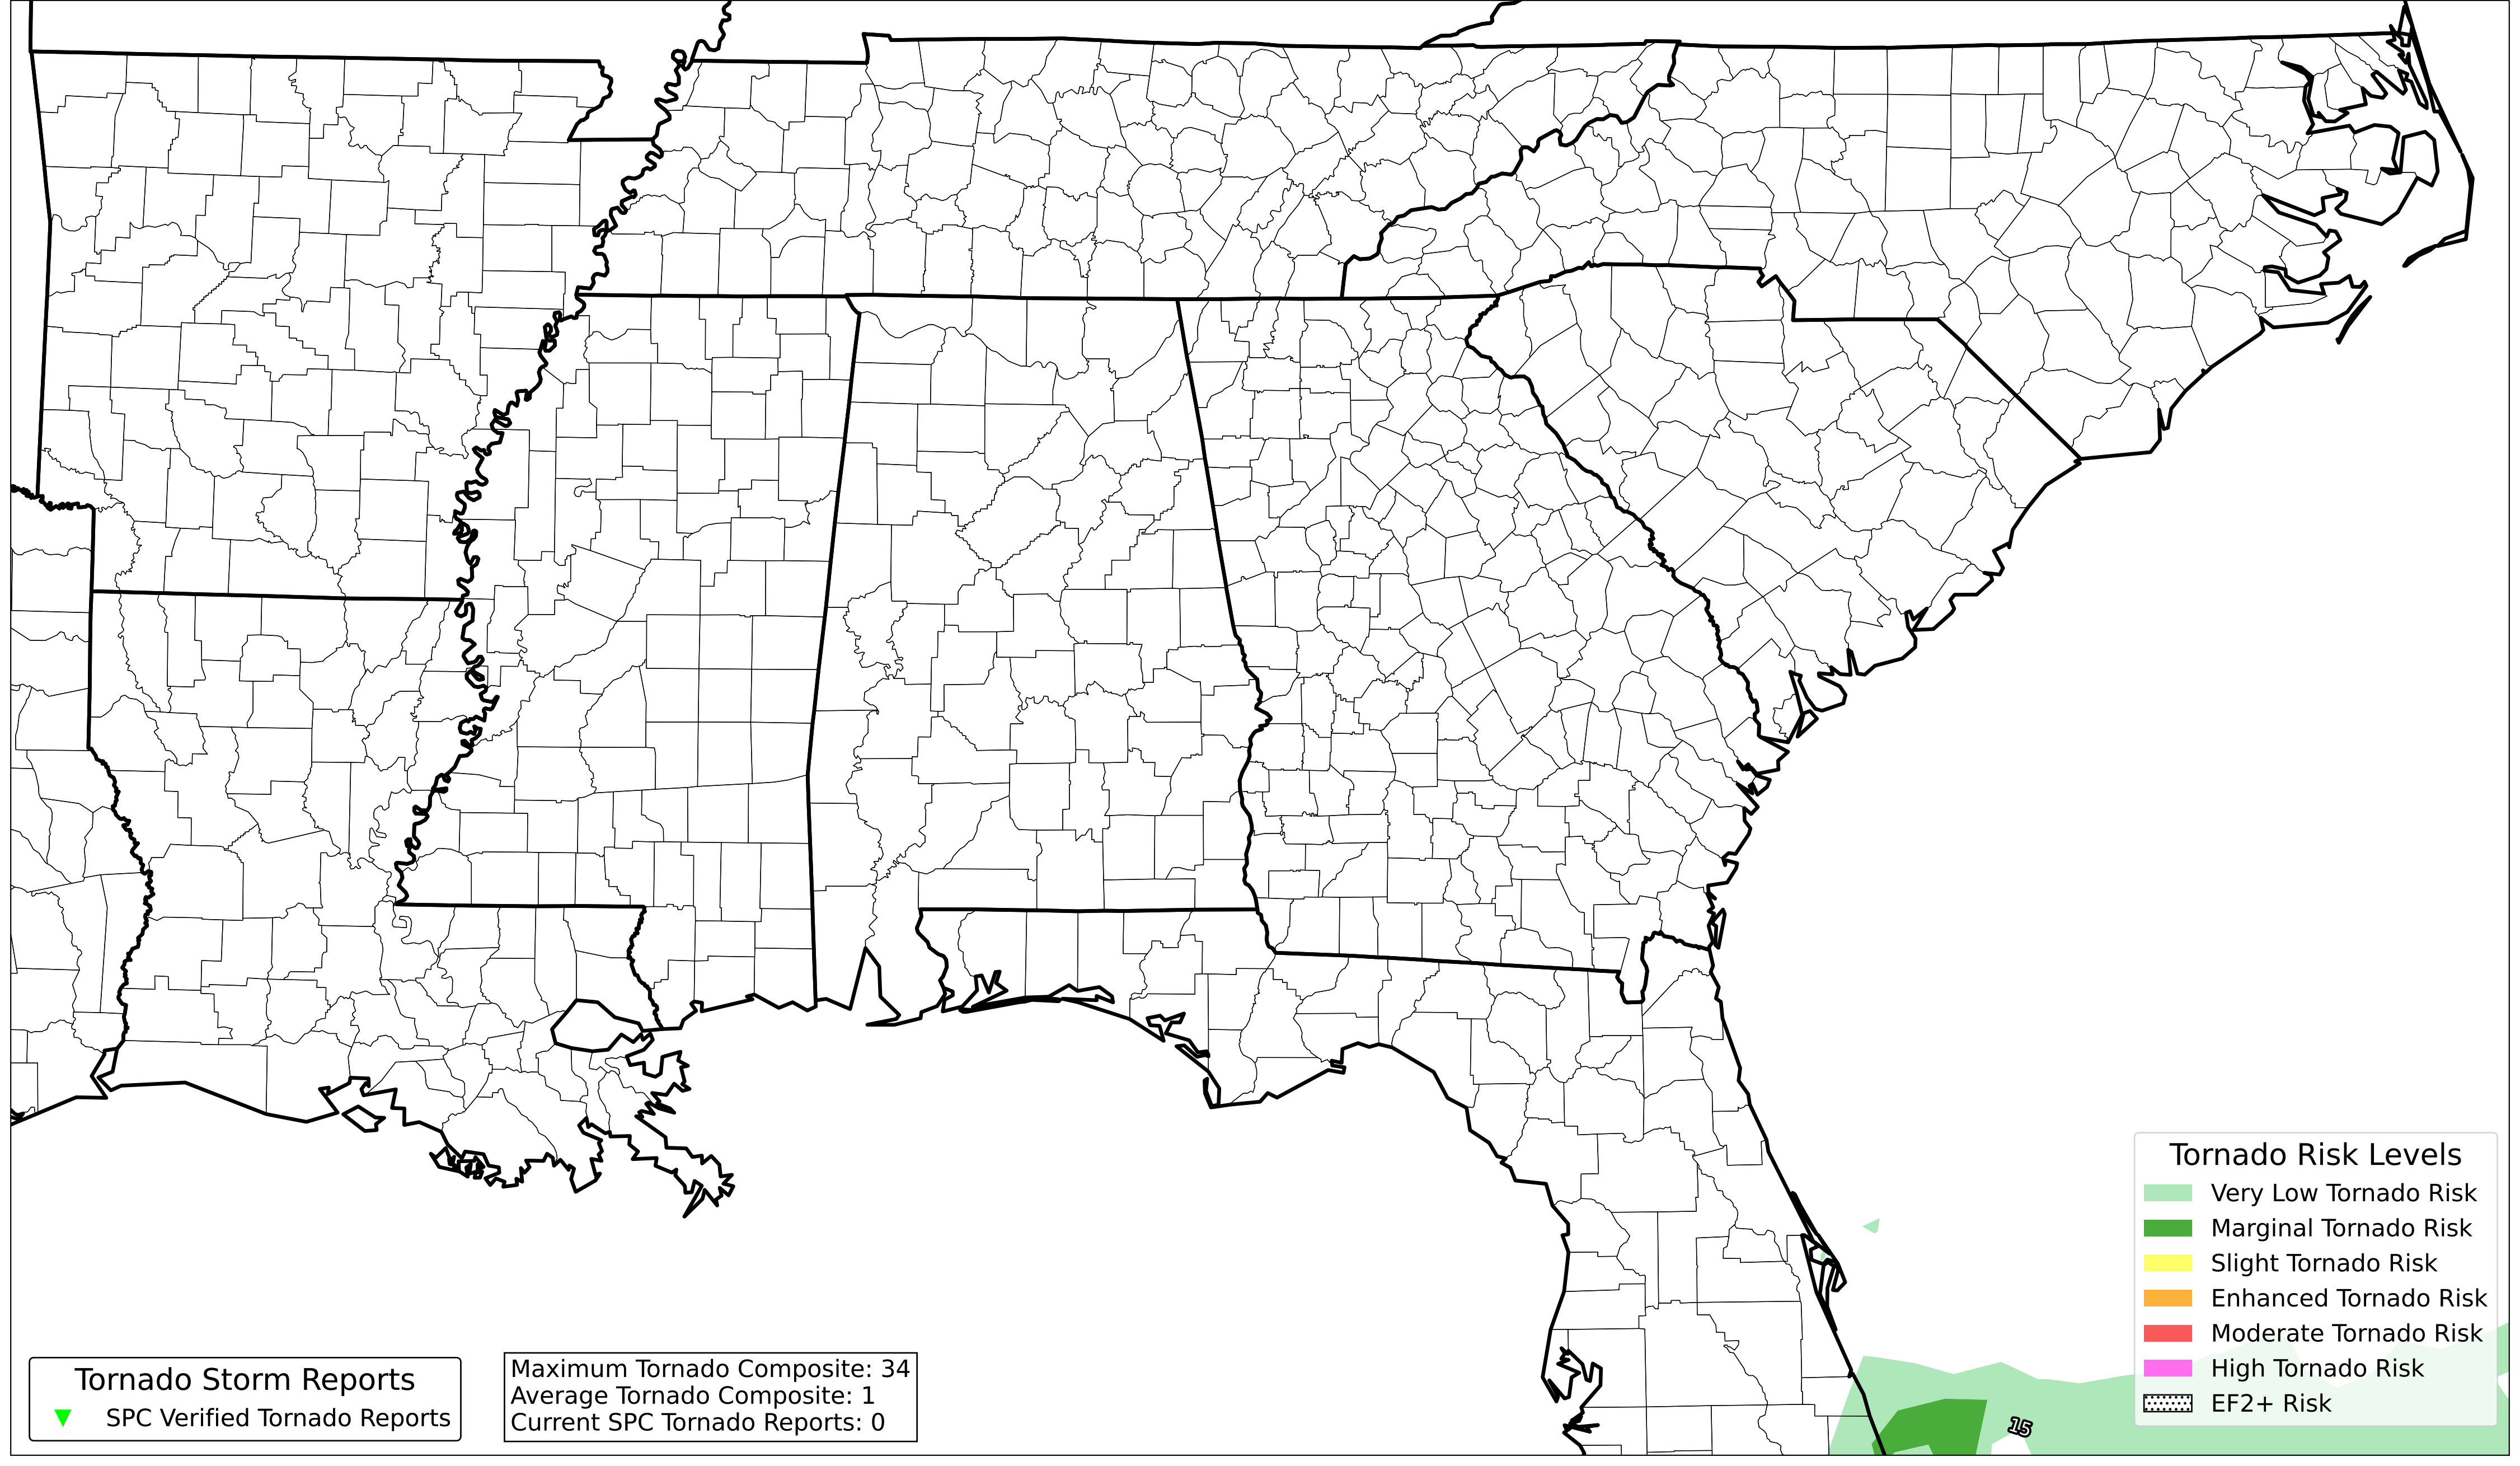 Tornado Risk Levels
Very Low Tornado Risk
Marginal Tornado Risk
Slight Tornado Risk
Enhanced Tornado Risk
Moderate Tornado Risk
High Tornado Risk
EF2+ Risk
Tornado Storm Reports
SPC Verified Tornado Reports
Maximum Tornado Composite: 34
Average Tornado Composite: 1
Current SPC Tornado Reports: 0
15